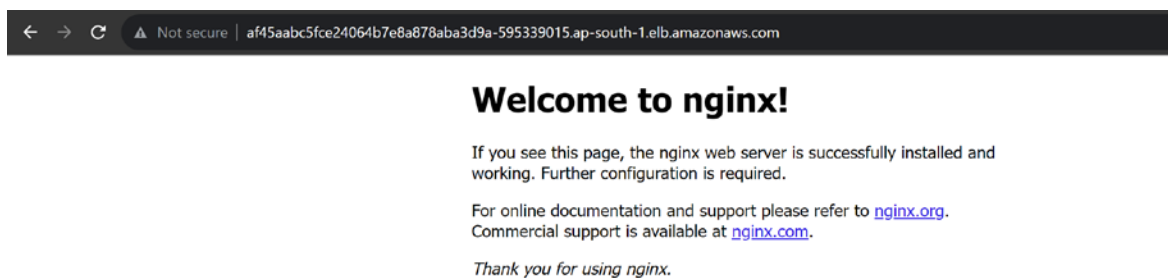 Not secure | af45aabc5fce24064b7e8a878aba3d9a-595339015.ap-south-1.elb.amazonaws.com
Welcome to nginx!
If you see this page, the nginx web server is successfully installed and
working. Further configuration is required.
For online documentation and support please refer to nginx.org.
Commercial support is available at nginx.com.
Thank you for using nginx.